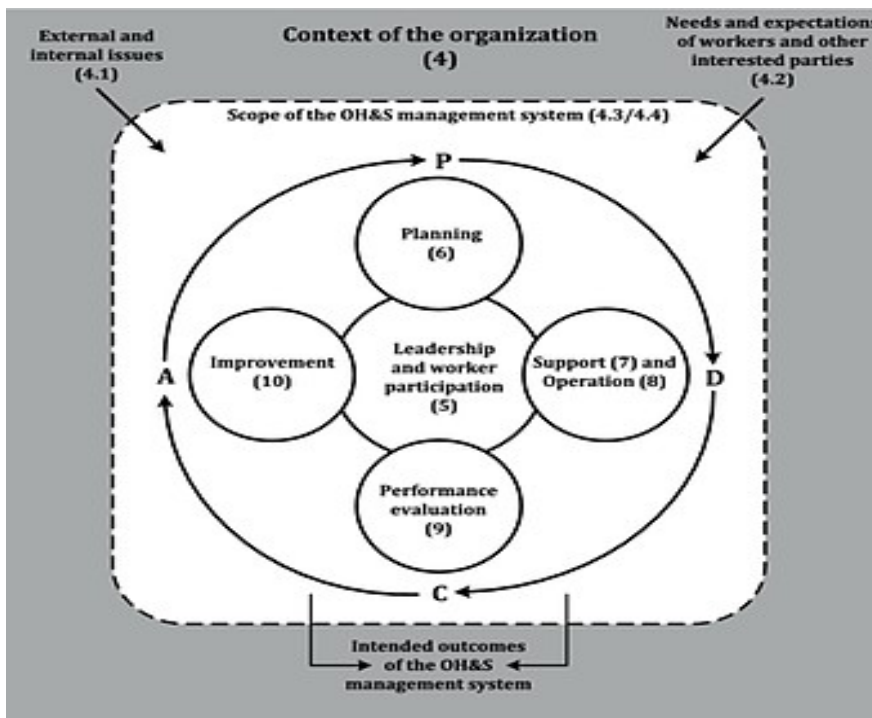 External and
internal issues
(4.1)
Context of the organization
(4)
Needs and expectations
of workers and other
interested parties
(4.2)
Scope of the OH&S management system (4.3/4.4)
P
Planning
(6)
A
Improvement
(10)
Leadership
and worker
participation
(5)
Support (7) and
Operation (8)
D
Performance
evaluation
(9)
C
Intended outcomes
of the OH&S
management system